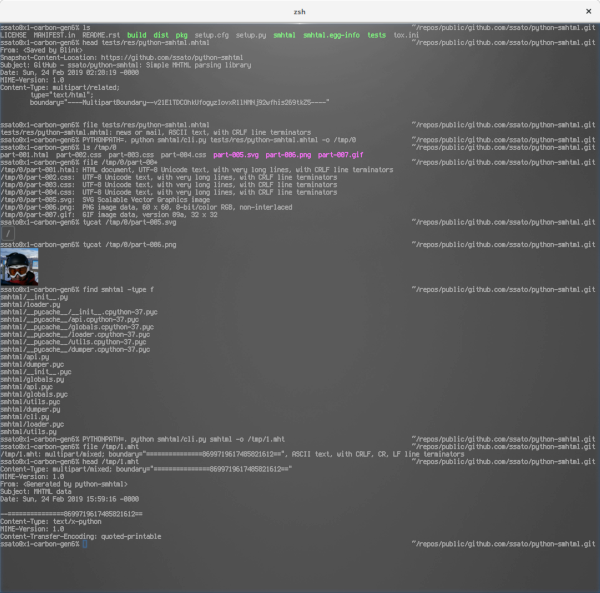 zsh
ssato@x1-carbon-gen6% ls ~/repos/public/github.com/ssato/python-smhtml.git
LICENSE MANIFEST.in README.rst build dist pkg setup.cfg setup.py smhtml smhtml.egg-info tests tox.ini
ssato@x1-carbon-gen6% head tests/res/python-smhtml.mhtml ~/repos/public/github.com/ssato/python-smhtml.git
From: <Saved by Blink>
Snapshot-Content-Location: https://github.com/ssato/python-smhtml
Subject: GitHub - ssato/python-smhtml: Simple MHTML parsing library
Date: Sun, 24 Feb 2019 02:28:19 -0000
MIME-Version: 1.0
Content-Type: multipart/related;
type="text/html";
ssato@x1-carbon-gen6% file tests/res/python-smhtml.mhtml ~/repos/public/github.com/ssato/python-smhtml.git
tests/res/python-smhtml.mhtml: news or mail, ASCII text, with CRLF line terminators
ssato@x1-carbon-gen6% PYTHONPATH=. python smhtml/cli.py tests/res/python-smhtml.mhtml -o /tmp/0 ~/repos/public/github.com/ssato/python-smhtml.git
ssato@x1-carbon-gen6% ls /tmp/0 ~/repos/public/github.com/ssato/python-smhtml.git
part-001.html part-002.css part-003.css part-004.css part-005.svg part-006.png part-007.gif
ssato@x1-carbon-gen6% file /tmp/0/part-00* ~/repos/public/github.com/ssato/python-smhtml.git
/tmp/0/part-001.html: HTML document, UTF-8 Unicode text, with very long lines, with CRLF line terminators
/tmp/0/part-002.css: UTF-8 Unicode text, with very long lines, with CRLF line terminators
/tmp/0/part-003.css: UTF-8 Unicode text, with very long lines, with CRLF line terminators
/tmp/0/part-004.css: UTF-8 Unicode text, with very long lines, with CRLF line terminators
/tmp/0/part-005.svg: SVG Scalable Vector Graphics image
/tmp/0/part-006.png: PNG image data, 60 x 60, 8-bit/color RGB, non-interlaced
/tmp/0/part-007.gif: GIF image data, version 89a, 32 x 32
ssato@x1-carbon-gen6% tycat /tmp/0/part-005.svg ~/repos/public/github.com/ssato/python-smhtml.git
/
ssato@x1-carbon-gen6% tycat /tmp/0/part-006.png ~/repos/public/github.com/ssato/python-smhtml.git
ssato@x1-carbon-gen6% find smhtml -type f ~/repos/public/github.com/ssato/python-smhtml.git
smhtml/__init__.py
smhtml/loader.py
smhtml/__pycache__/__init__.cpython-37.pyc
smhtml/__pycache__/api.cpython-37.pyc
smhtml/__pycache__/globals.cpython-37.pyc
smhtml/__pycache__/loader.cpython-37.pyc
smhtml/__pycache__/utils.cpython-37.pyc
smhtml/__pycache__/dumper.cpython-37.pyc
smhtml/api.py
smhtml/dumper.pyc
smhtml/__init__.pyc
smhtml/globals.py
smhtml/api.pyc
smhtml/globals.pyc
smhtml/utils.pyc
smhtml/dumper.py
smhtml/cli.py
smhtml/loader.pyc
smhtml/utils.py
ssato@x1-carbon-gen6% PYTHONPATH=. python smhtml/cli.py smhtml -o /tmp/1.mht ~/repos/public/github.com/ssato/python-smhtml.git
ssato@x1-carbon-gen6% file /tmp/1.mht ~/repos/public/github.com/ssato/python-smhtml.git
/tmp/1.mht: multipart/mixed; boundary="===============8699719617485821612==", ASCII text, with CRLF, CR, LF line terminators
ssato@x1-carbon-gen6% head /tmp/1.mht ~/repos/public/github.com/ssato/python-smhtml.git
Content-Type: multipart/mixed; boundary="===============8699719617485821612=="
MIME-Version: 1.0
From: <Generated by python-smhtml>
Subject: MHTML data
Date: Sun, 24 Feb 2019 15:59:16 -0000
--===============8699719617485821612==
Content-Type: text/x-python
MIME-Version: 1.0
Content-Transfer-Encoding: quoted-printable
ssato@x1-carbon-gen6% ~/repos/public/github.com/ssato/python-smhtml.git